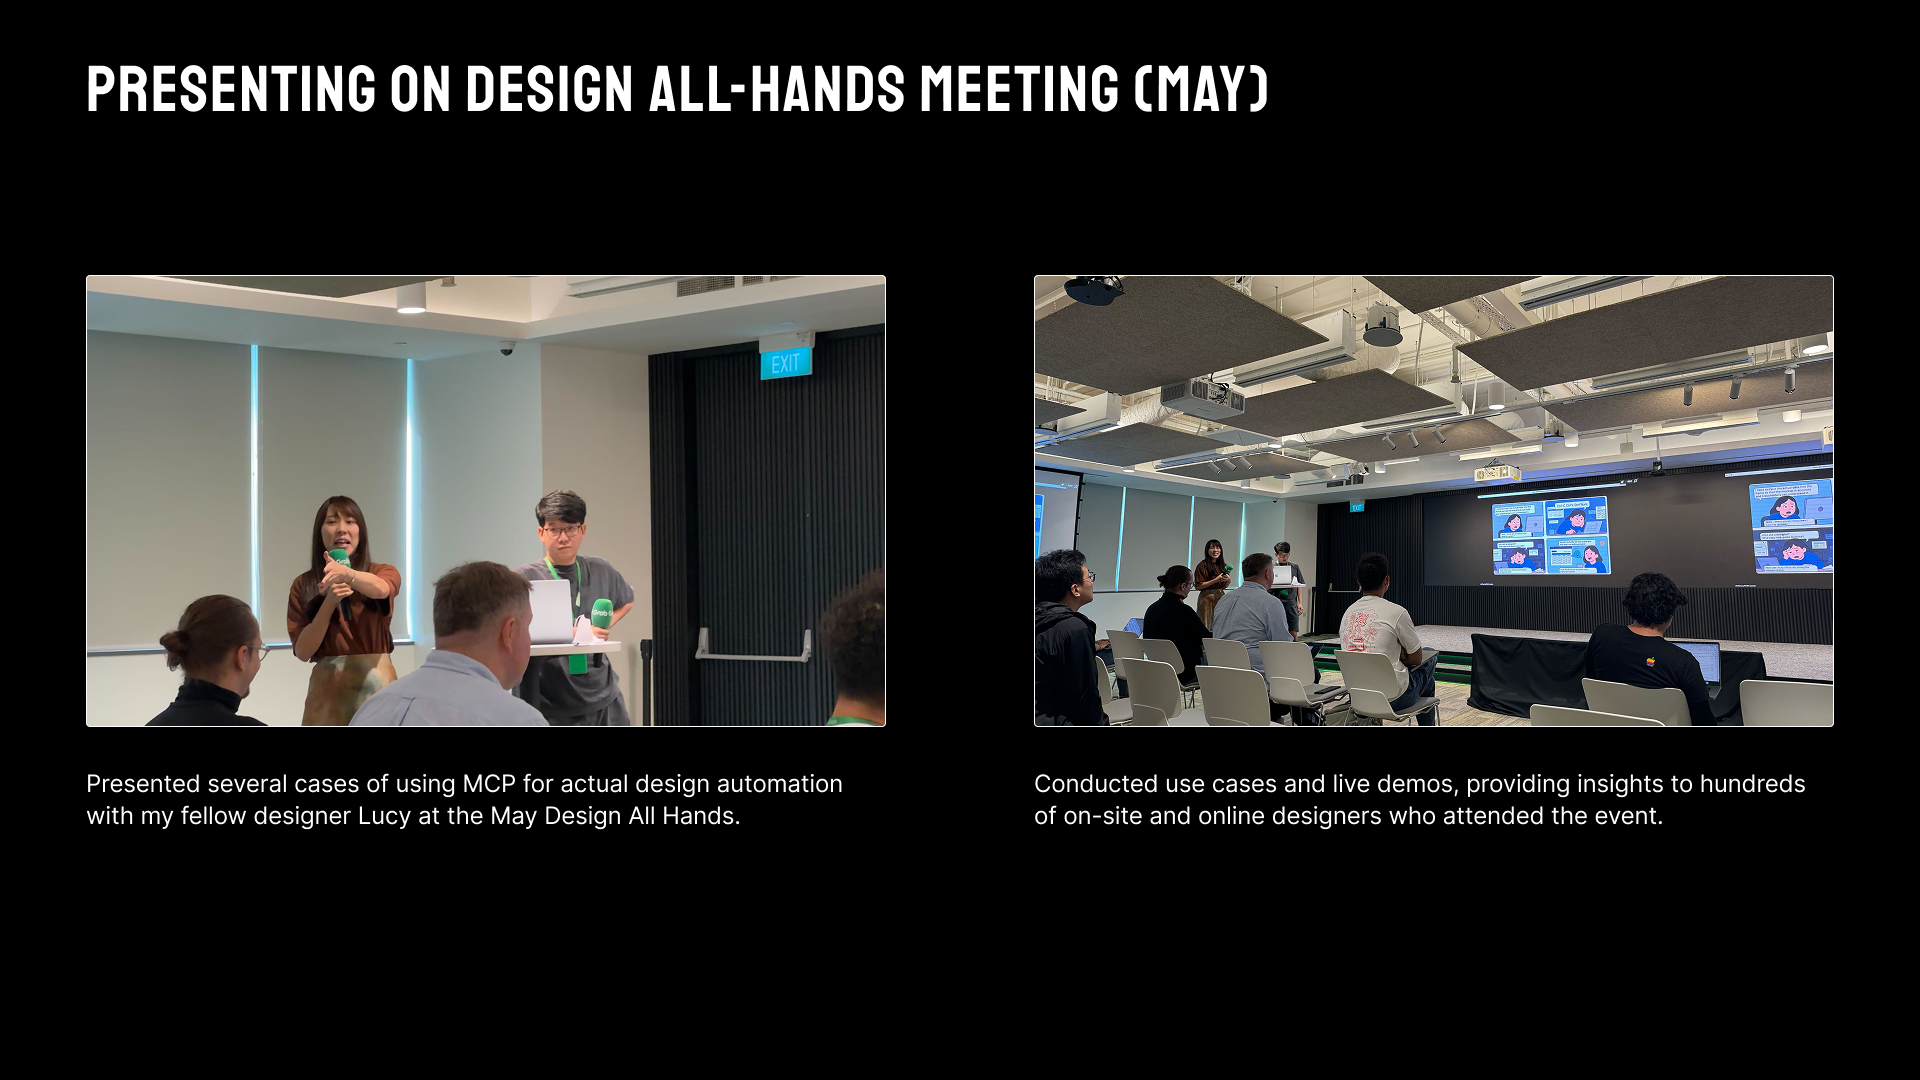 PRESENTING ON DESIGN ALL-HANDS MEETING (MAY)
EXIT
Grab
EXIT
Presented several cases of using MCP for actual design automation
with my fellow designer Lucy at the May Design All Hands.
Conducted use cases and live demos, providing insights to hundreds
of on-site and online designers who attended the event.